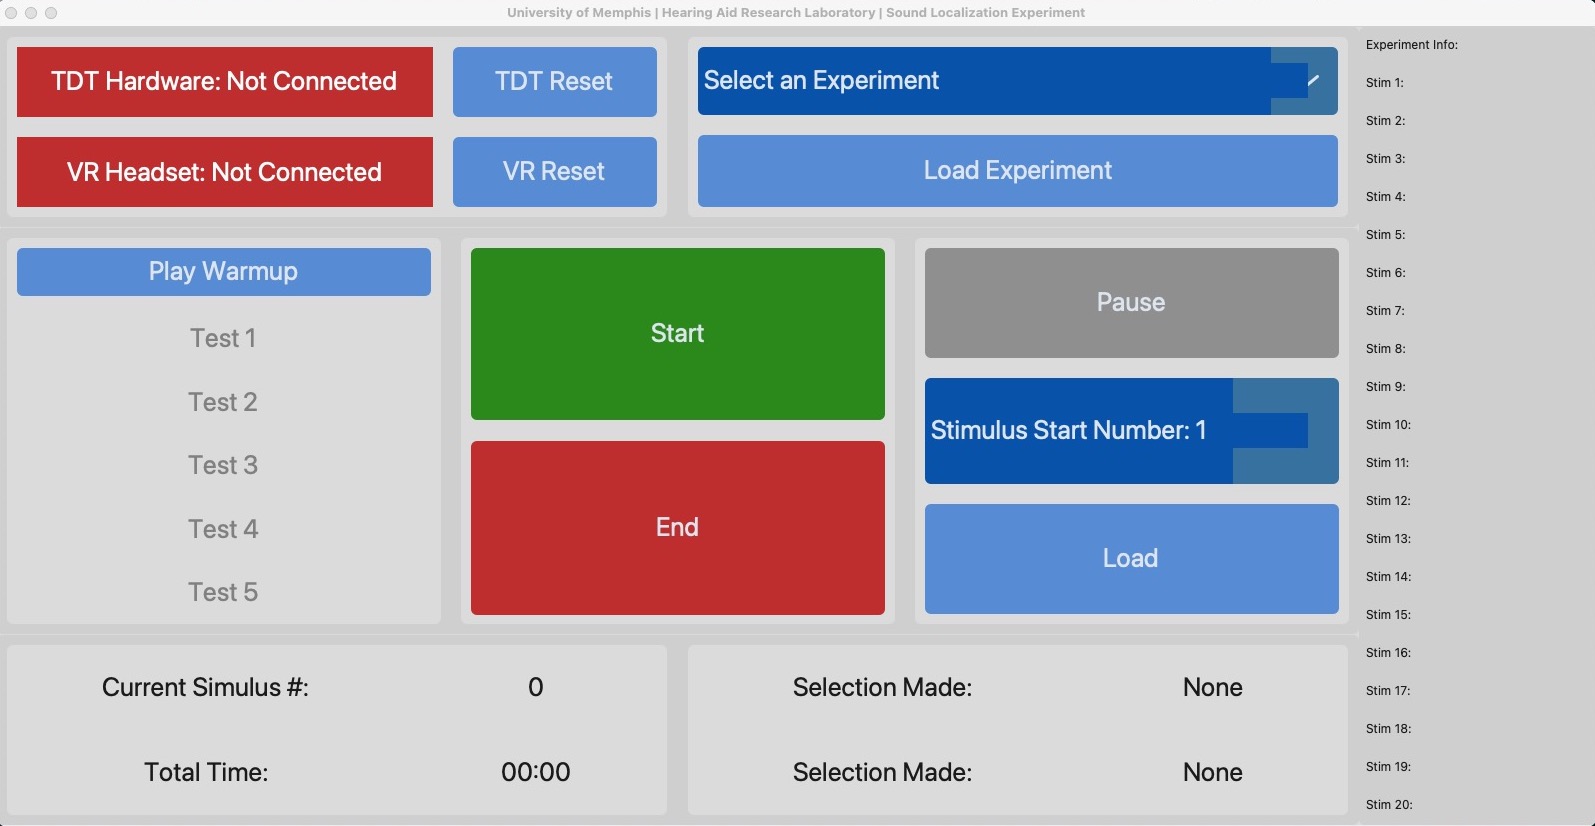 University of Memphis | Hearing Aid Research Laboratory | Sound Localization Experiment
TDT Hardware: Not Connected
TDT Reset
VR Headset: Not Connected
VR Reset
Select an Experiment
Load Experiment
Play Warmup
Test 1
Test 2
Test 3
Test 4
Test 5
Start
End
Pause
Stimulus Start Number: 1
Load
Current Simulus #:
0
Total Time:
00:00
Selection Made:
None
Selection Made:
None
Experiment Info:
Stim 1:
Stim 2:
Stim 3:
Stim 4:
Stim 5:
Stim 6:
Stim 7:
Stim 8:
Stim 9:
Stim 10:
Stim 11:
Stim 12:
Stim 13:
Stim 14:
Stim 15:
Stim 16:
Stim 17:
Stim 18:
Stim 19:
Stim 20: